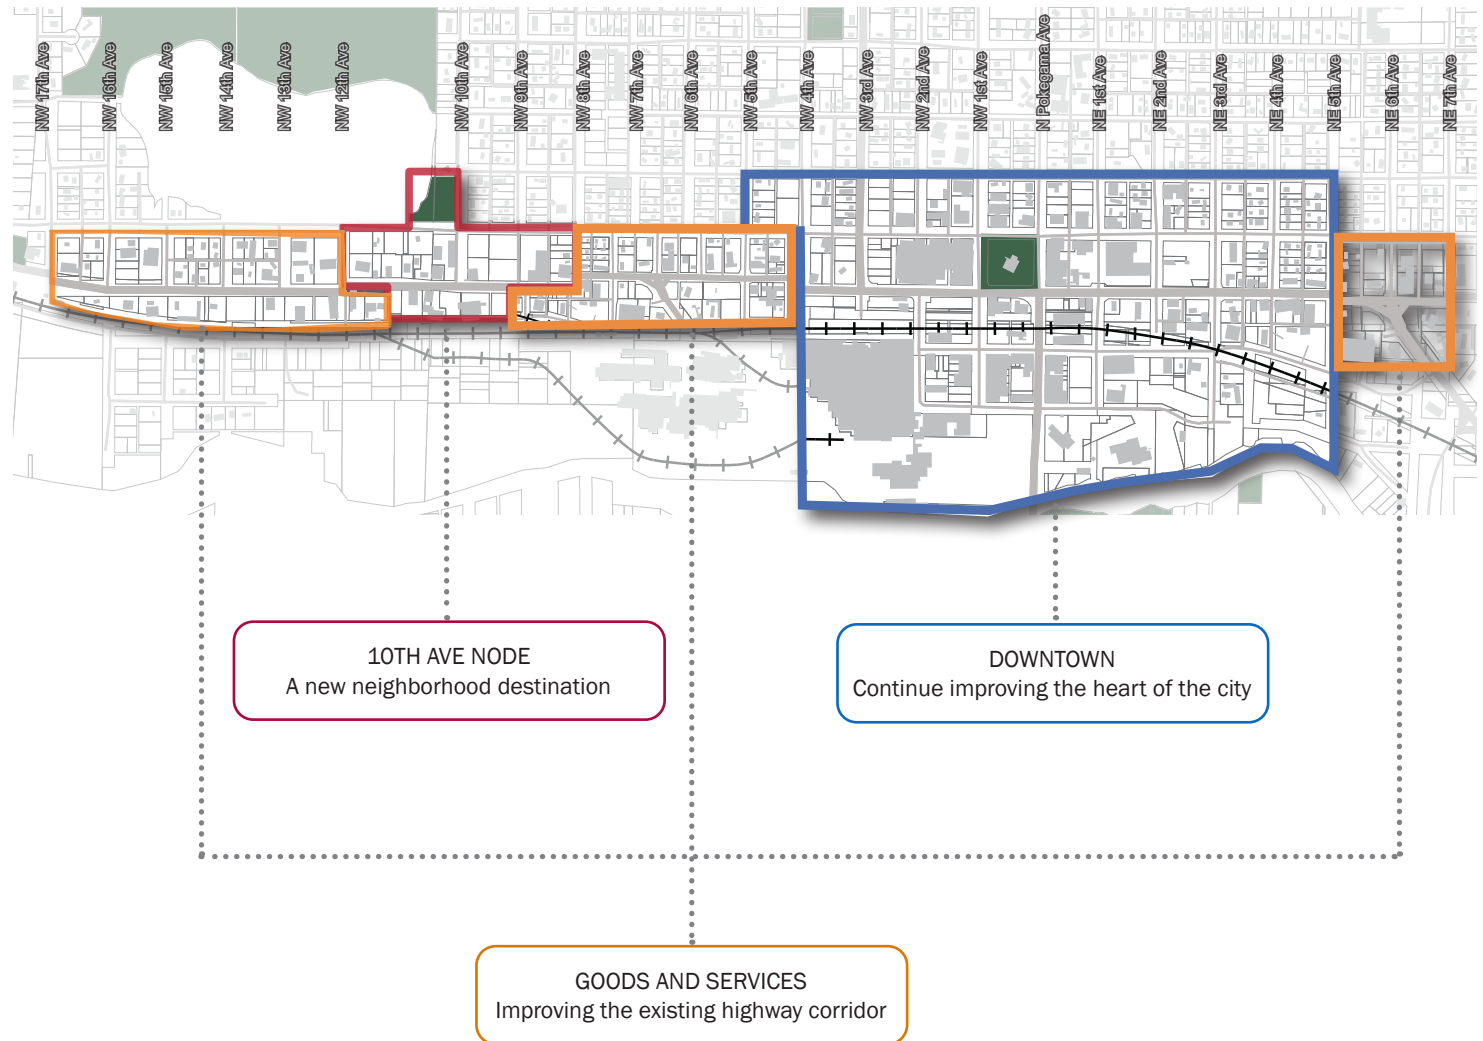 NW 17th Ave
NW 16th Ave
NW 15th Ave
NW 14th Ave
NW 13th Ave
NW 12th Ave
NW 10th Ave
NW 9th Ave
NW 8th Ave
NW 7th Ave
NW 6th Ave
NW 5th Ave
NW 4th Ave
NW 3rd Ave
NW 2nd Ave
NW 1st Ave
N Pokegama Ave
NE 1st Ave
NE 2nd Ave
NE 3rd Ave
NE 4th Ave
NE 5th Ave
NE 6th Ave
NE 7th Ave
10TH AVE NODE
A new neighborhood destination
DOWNTOWN
Continue improving the heart of the city
GOODS AND SERVICES
Improving the existing highway corridor